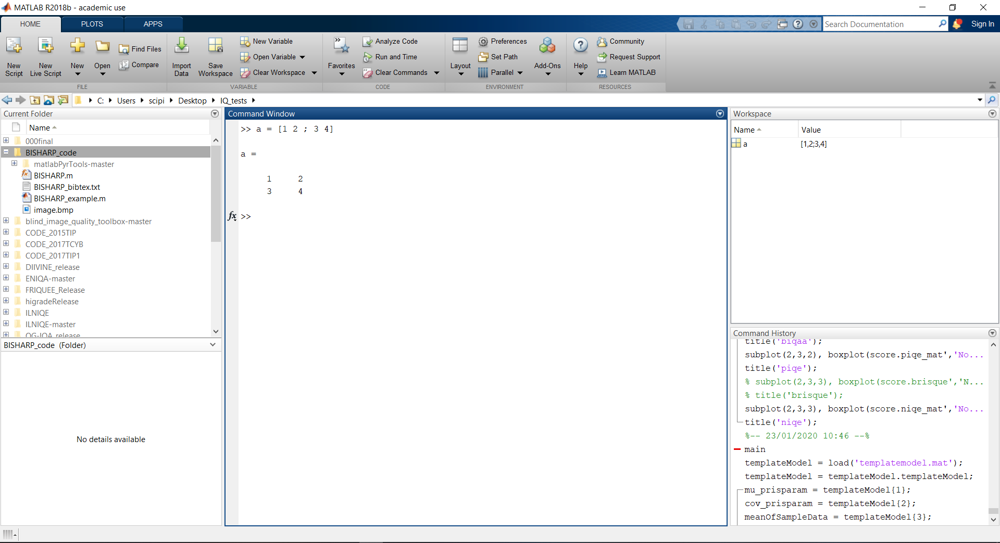 MATLAB R2018b - academic use
HOME PLOTS APPS
Search Documentation
Sign In
New Script
New Live Script
New
Open
Find Files
Compare
FILE
Import Data
Save Workspace
New Variable
Open Variable
Clear Workspace
VARIABLE
Favorites
Analyze Code
Run and Time
Clear Commands
CODE
Layout
Preferences
Set Path
Parallel
Add-Ons
ENVIRONMENT
Help
Community
Request Support
Learn MATLAB
RESOURCES
C: Users scipi Desktop IQ_tests
Current Folder
Name
000final
BISHARP_code
matlabPyrTools-master
BISHARP.m
BISHARP_bibtex.txt
BISHARP_example.m
image.bmp
blind_image_quality_toolbox-master
CODE_2015TIP
CODE_2017TCYB
CODE_2017TIP1
DIIVINE_release
ENIQA-master
FRIQUEE_Release
higradeRelease
ILNIQE
ILNIQE-master
OG-IQA_release
BISHARP_code (Folder)
No details available
Command Window
>> a = [1 2 ; 3 4]
a =
1 2
3 4
fx >>
Workspace
Name Value
a [1,2;3,4]
Command History
title('biqaa');
subplot(2,3,2), boxplot(score.piqe_mat','No...
title('piqe');
% subplot(2,3,3), boxplot(score.brisque','N...
% title('brisque');
subplot(2,3,3), boxplot(score.niqe_mat','No...
title('niqe');
%-- 23/01/2020 10:46 --%
main
templateModel = load('templatemodel.mat');
templateModel = templateModel.templateModel;
mu_prisparam = templateModel{1};
cov_prisparam = templateModel{2};
meanOfSampleData = templateModel{3};